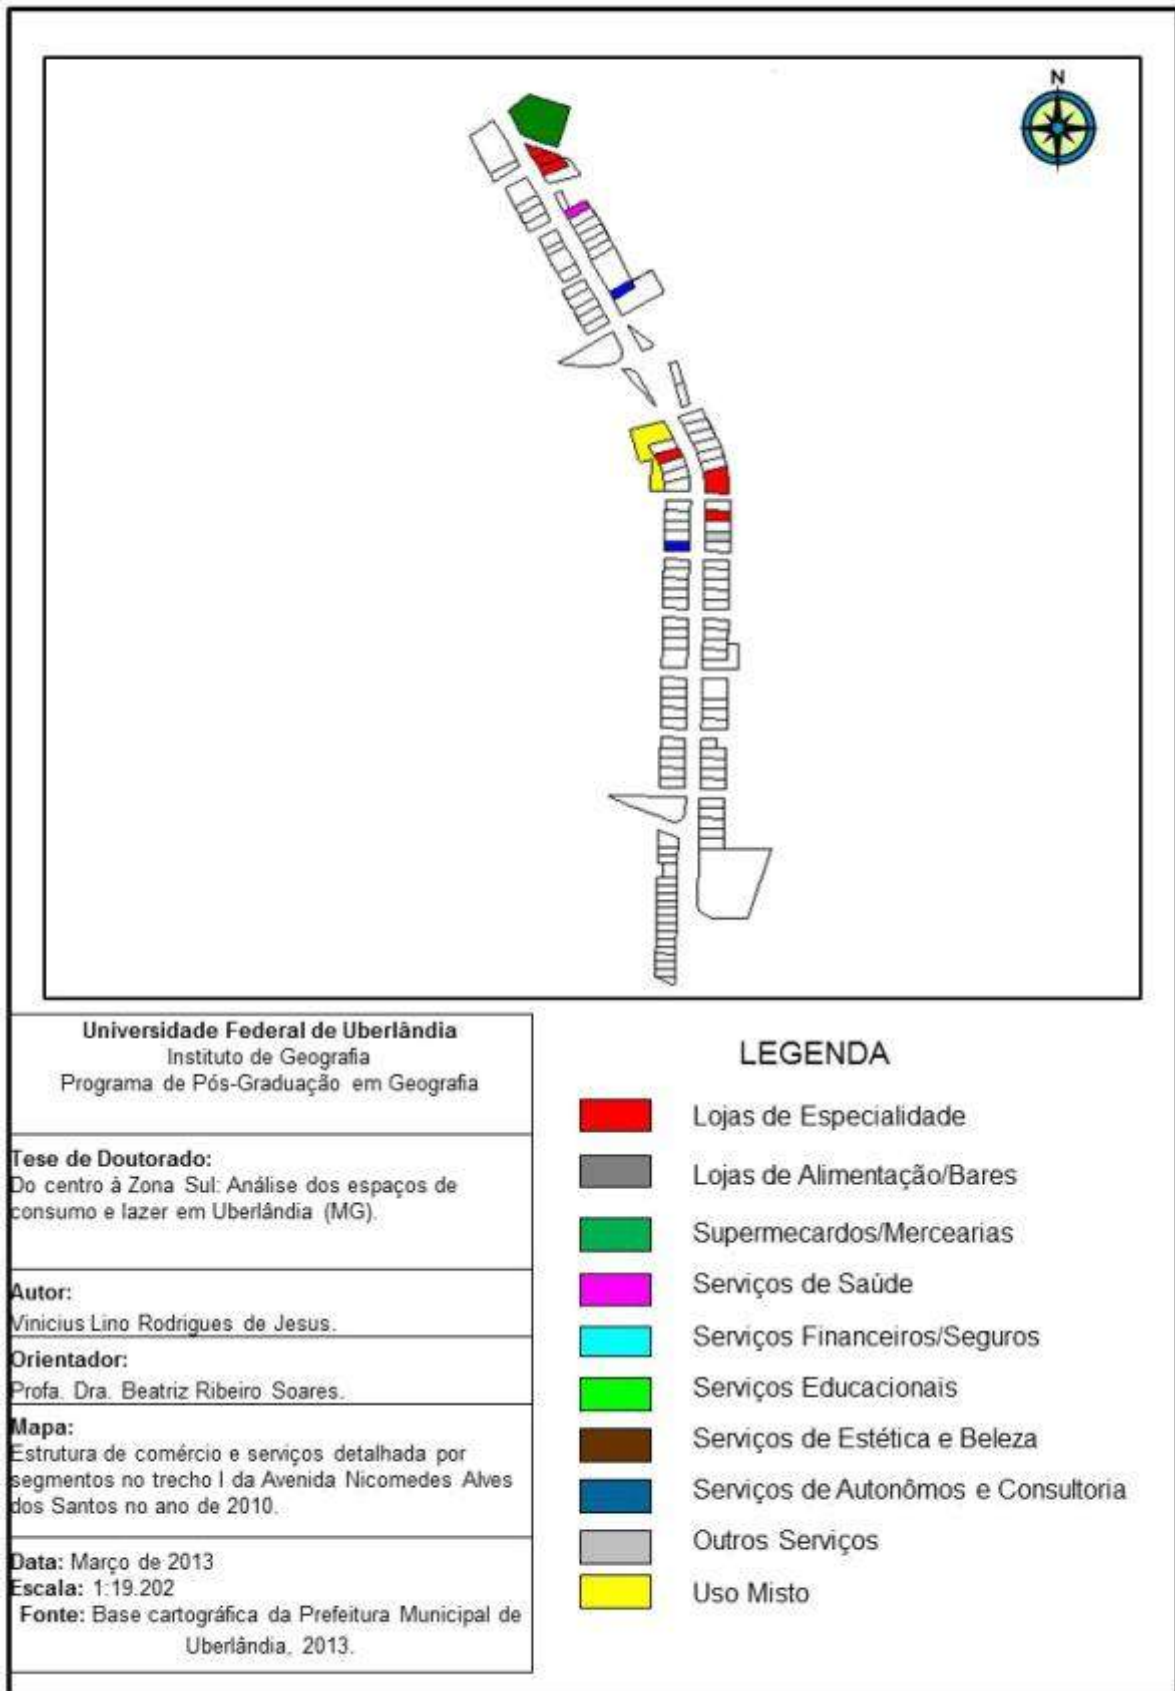 N
Universidade Federal de Uberlândia
Instituto de Geografia
Programa de Pós-Graduação em Geografia
Tese de Doutorado:
Do centro à Zona Sul: Análise dos espaços de
consumo e lazer em Uberlândia (MG).
Autor:
Vinicius Lino Rodrigues de Jesus.
Orientador:
Profa. Dra. Beatriz Ribeiro Soares.
Mapa:
Estrutura de comércio e serviços detalhada por
segmentos no trecho I da Avenida Nicomedes Alves
dos Santos no ano de 2010.
Data: Março de 2013
Escala: 1:19.202
Fonte: Base cartográfica da Prefeitura Municipal de
Uberlândia, 2013.
LEGENDA
Lojas de Especialidade
Lojas de Alimentação/Bares
Supermecardos/Mercearias
Serviços de Saúde
Serviços Financeiros/Seguros
Serviços Educacionais
Serviços de Estética e Beleza
Serviços de Autonômos e Consultoria
Outros Serviços
Uso Misto